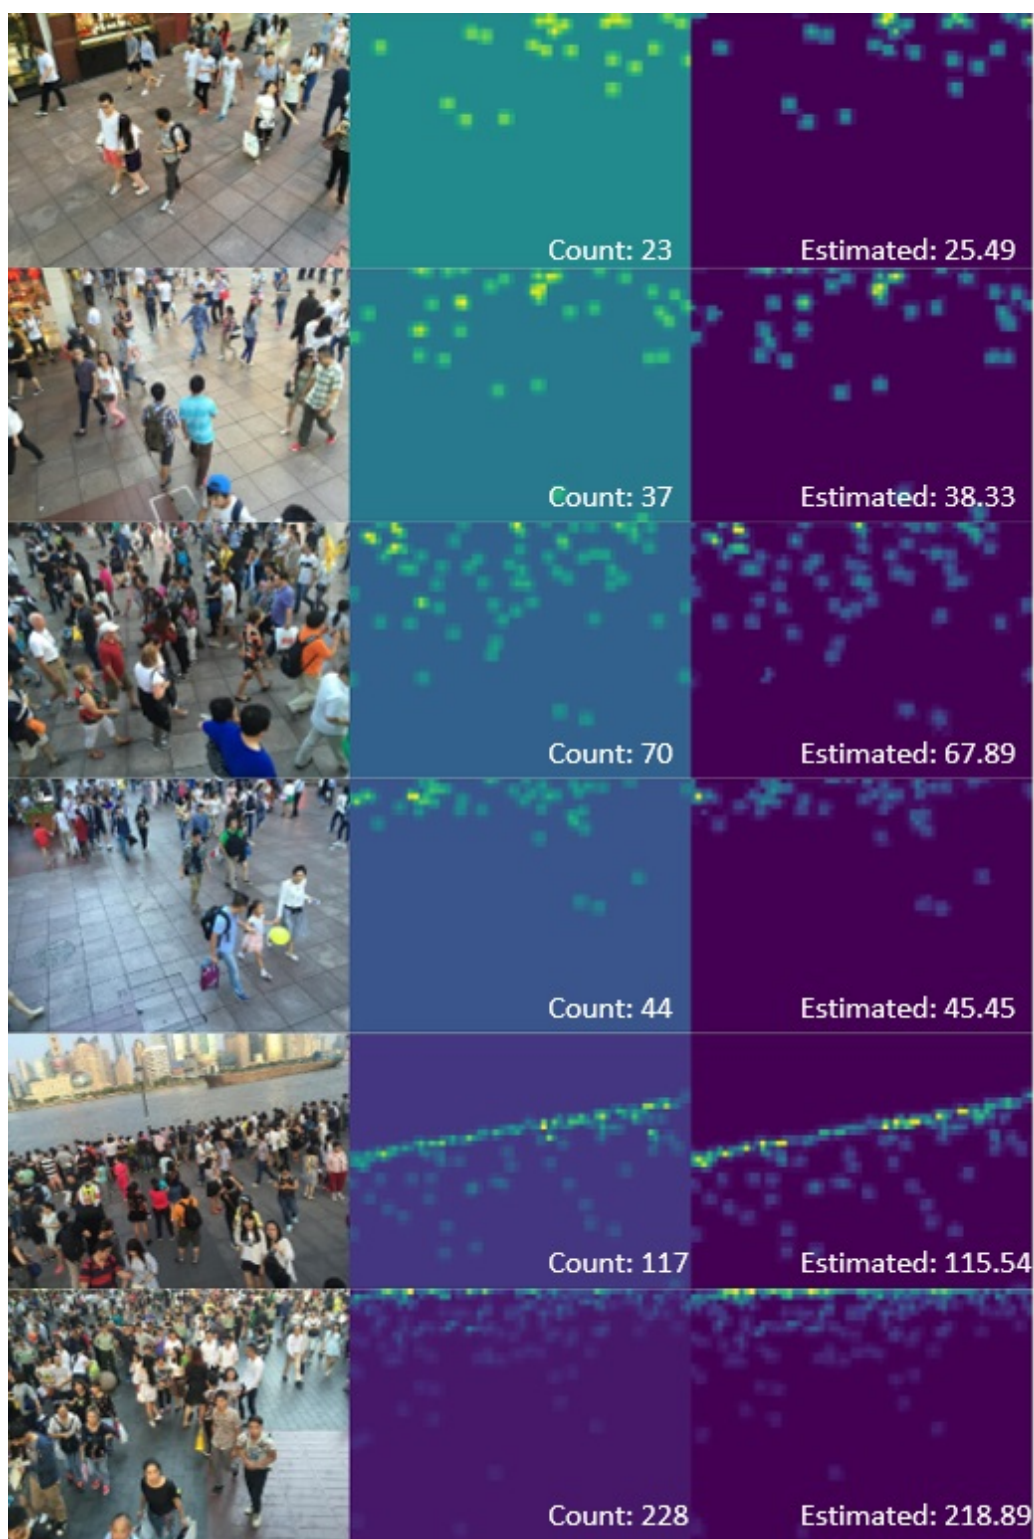 Count: 23 Estimated: 25.49
Count: 37 Estimated: 38.33
Count: 70 Estimated: 67.89
Count: 44 Estimated: 45.45
Count: 117 Estimated: 115.54
Count: 228 Estimated: 218.89